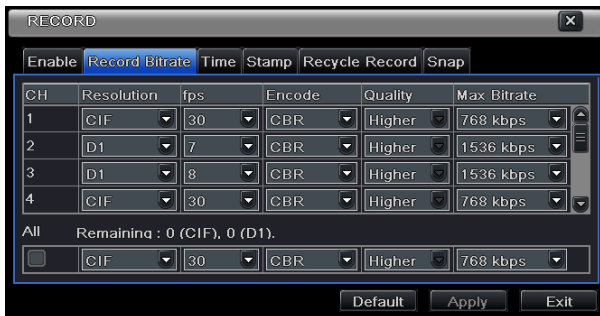 RECORD
Enable Record Bitrate Time Stamp Recycle Record Snap
CH Resolution fps Encode Quality Max Bitrate
1 CIF 30 CBR Higher 768 kbps
2 D1 7 CBR Higher 1536 kbps
3 D1 8 CBR Higher 1536 kbps
4 CIF 30 CBR Higher 768 kbps
All Remaining : 0 (CIF), 0 (D1).
CIF 30 CBR Higher 768 kbps
Default Apply Exit